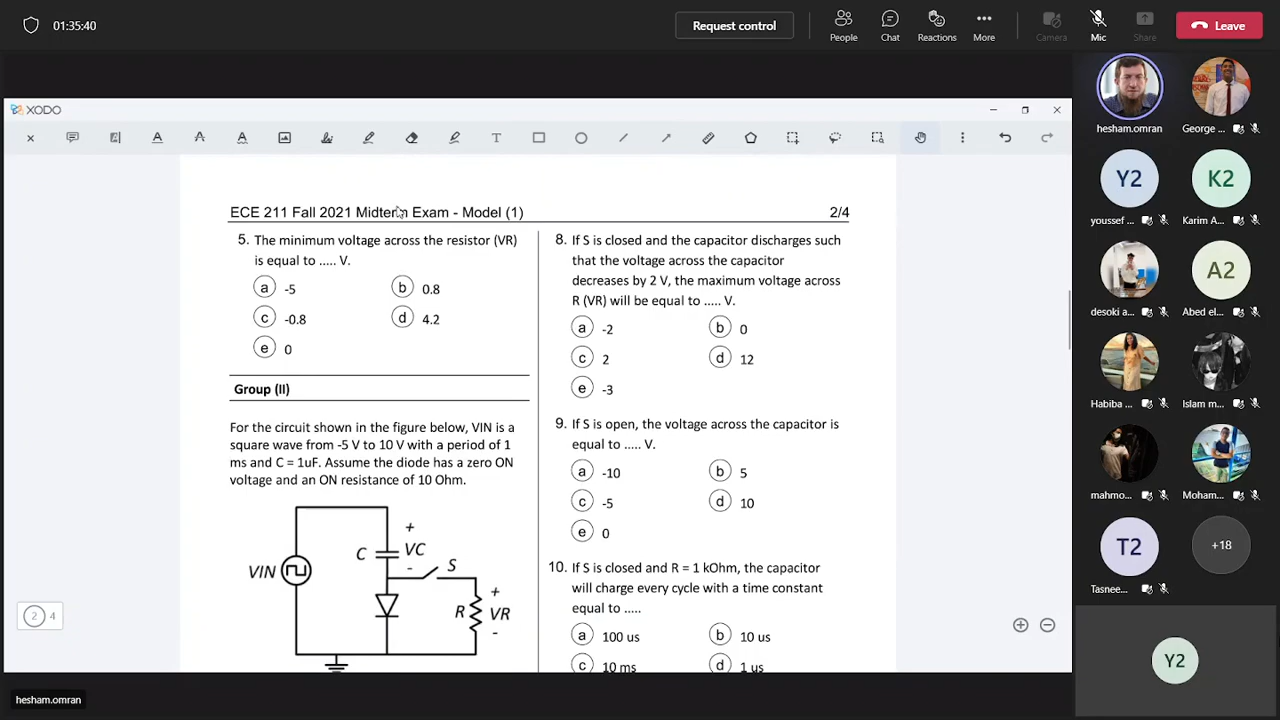 01:35:40
Request control
People
Chat
Reactions
More
Camera
Mic
Share
Leave
XODO
ECE 211 Fall 2021 Midterm Exam - Model (1)
2/4
5. The minimum voltage across the resistor (VR)
is equal to ..... V.
a -5
b 0.8
c -0.8
d 4.2
e 0
Group (II)
For the circuit shown in the figure below, VIN is a
square wave from -5 V to 10 V with a period of 1
ms and C = 1uF. Assume the diode has a zero ON
voltage and an ON resistance of 10 Ohm.
VIN
C
+
VC
-
S
R
+
VR
-
8. If S is closed and the capacitor discharges such
that the voltage across the capacitor
decreases by 2 V, the maximum voltage across
R (VR) will be equal to ..... V.
a -2
b 0
c 2
d 12
e -3
9. If S is open, the voltage across the capacitor is
equal to ..... V.
a -10
b 5
c -5
d 10
e 0
10. If S is closed and R = 1 kOhm, the capacitor
will charge every cycle with a time constant
equal to .....
a 100 us
b 10 us
c 10 ms
d 1 us
2 4
hesham.omran
hesham.omran
George ...
Y2
youssef ...
K2
Karim A...
desoki a...
A2
Abed el...
Habiba ...
Islam m...
mahmo...
Moham...
T2
Tasnee...
+18
Y2